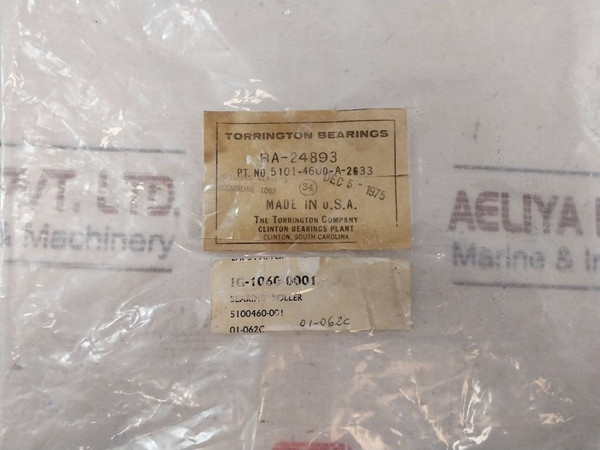 TORRINGTON BEARINGS
RA-24893
PT. NO. 5101-4600-A-2633
DEC 5 - 1975
34
MADE IN U.S.A.
THE TORRINGTON COMPANY
CLINTON BEARINGS PLANT
CLINTON, SOUTH CAROLINA
IG-1060-0001
BEARING ROLLER
5100460-001
01-062C
01-062C
PVT. LTD.
& Machinery
AELIYA
Marine &